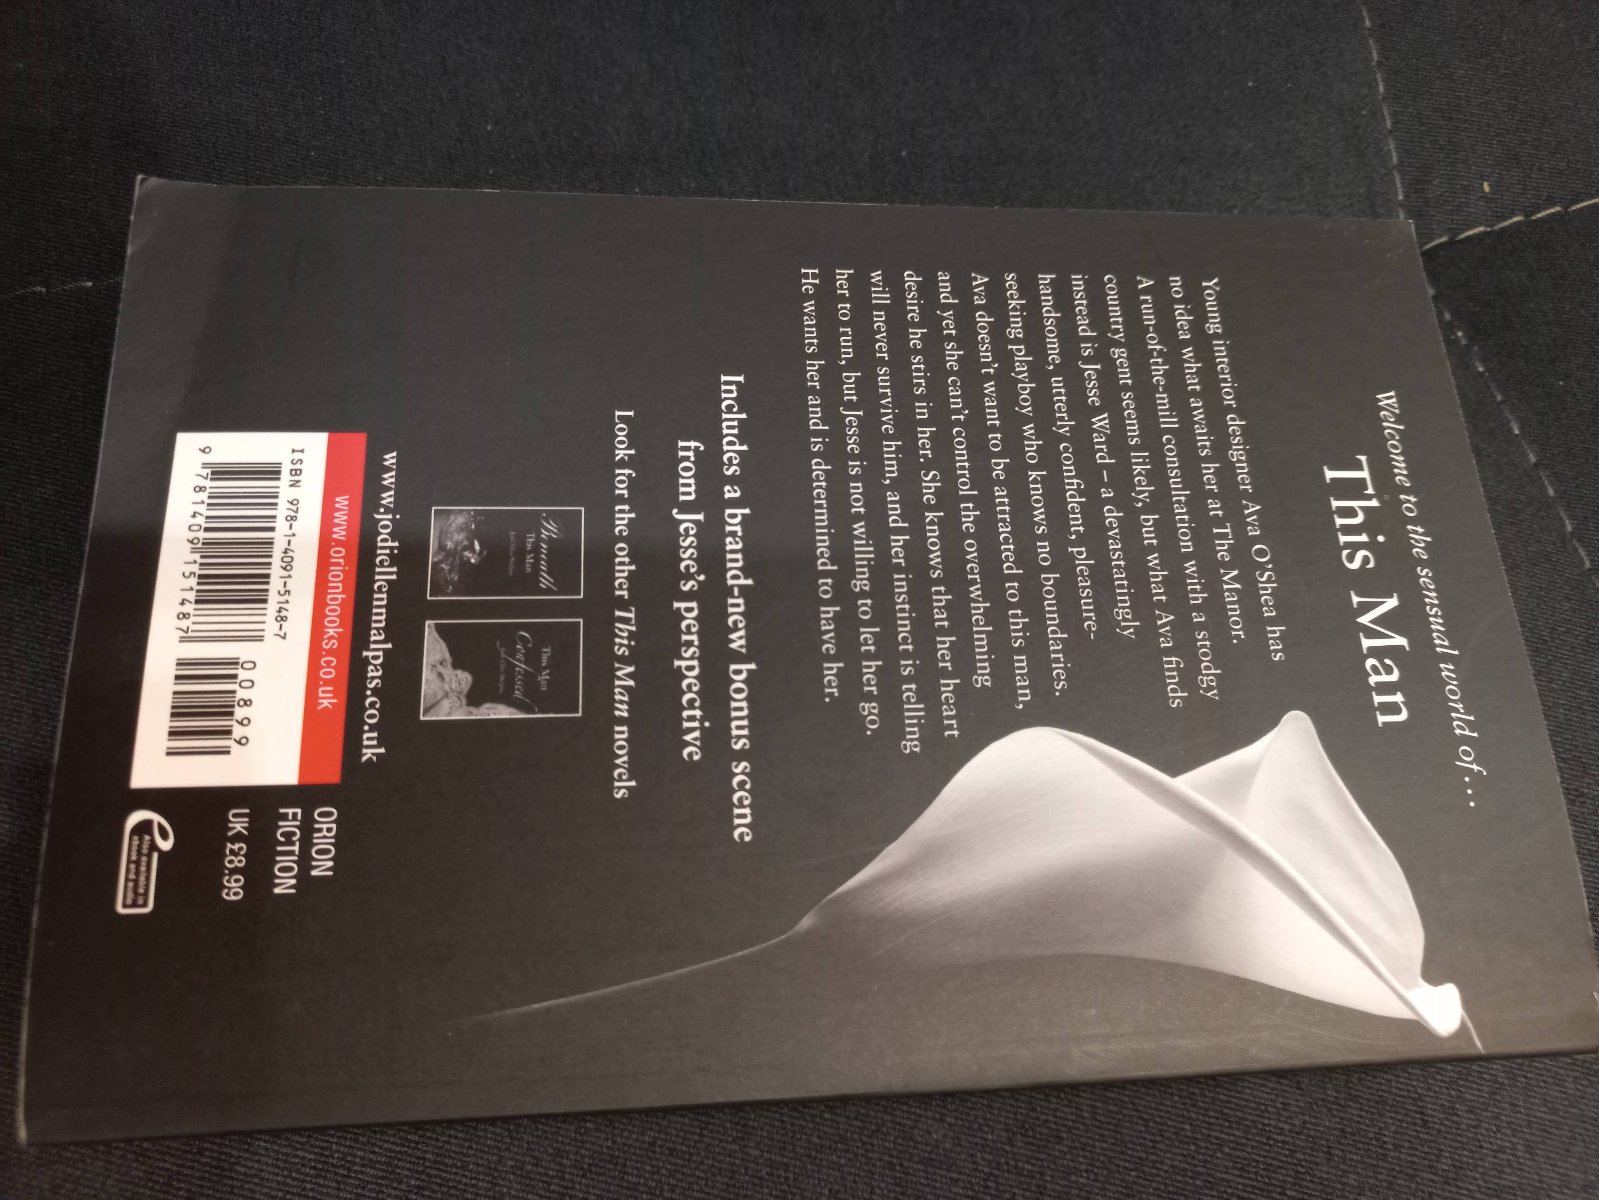 Welcome to the sensual world of . . .
This Man
Young interior designer Ava O'Shea has
no idea what awaits her at The Manor.
A run-of-the-mill consultation with a stodgy
country gent seems likely, but what Ava finds
instead is Jesse Ward – a devastatingly
handsome, utterly confident, pleasure-
seeking playboy who knows no boundaries.
Ava doesn't want to be attracted to this man,
and yet she can't control the overwhelming
desire he stirs in her. She knows that her heart
will never survive him, and her instinct is telling
her to run, but Jesse is not willing to let her go.
He wants her and is determined to have her.
Includes a brand-new bonus scene
from Jesse's perspective
Look for the other This Man novels
Beneath
This Man
This Man
Confessed
www.jodiellenmalpas.co.uk
www.orionbooks.co.uk
ISBN 978-1-4091-5148-7
9 781409 151487
00899
ORION
FICTION
UK £8.99
Also available in
ebook and audio